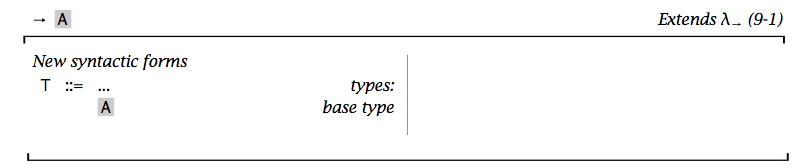 → A Extends λ→ (9-1)
New syntactic forms
T ::= ... types:
A base type